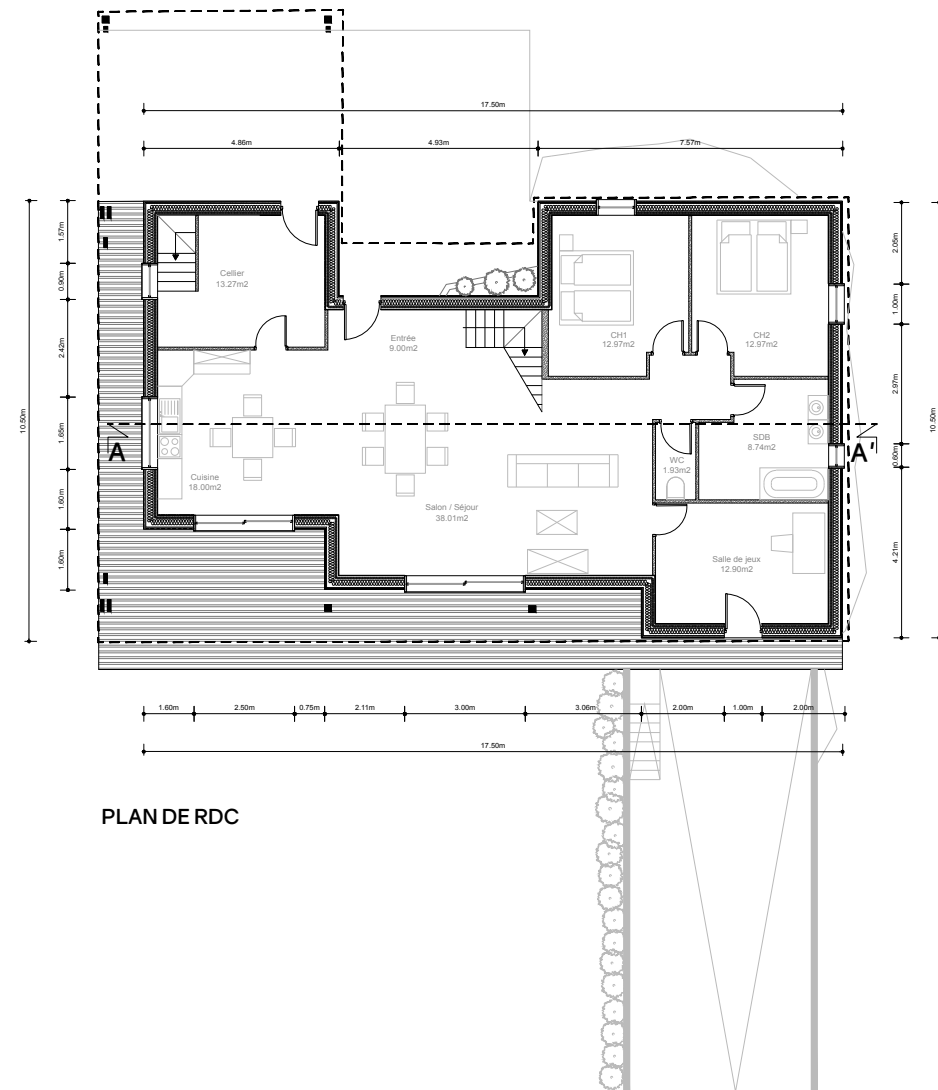 17.50m
4.86m
4.93m
7.57m
10.50m
1.57m
0.90m
2.42m
1.65m
1.60m
1.60m
Cellier
13.27m2
Entrée
9.00m2
CH1
12.97m2
CH2
12.97m2
2.05m
1.00m
2.97m
0.60m
4.21m
10.50m
A
A'
Cuisine
18.00m2
WC
1.93m2
SDB
8.74m2
Salon / Séjour
38.01m2
Salle de jeux
12.90m2
1.60m
2.50m
0.75m
2.11m
3.00m
3.06m
2.00m
1.00m
2.00m
17.50m
PLAN DE RDC